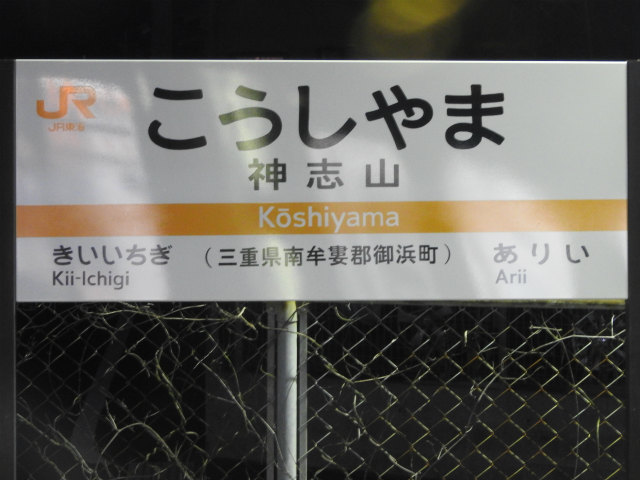 JR
JR東海
こうしやま
神志山
Kōshiyama
きいいちぎ
Kii-Ichigi
（三重県南牟婁郡御浜町）
ありい
Arii